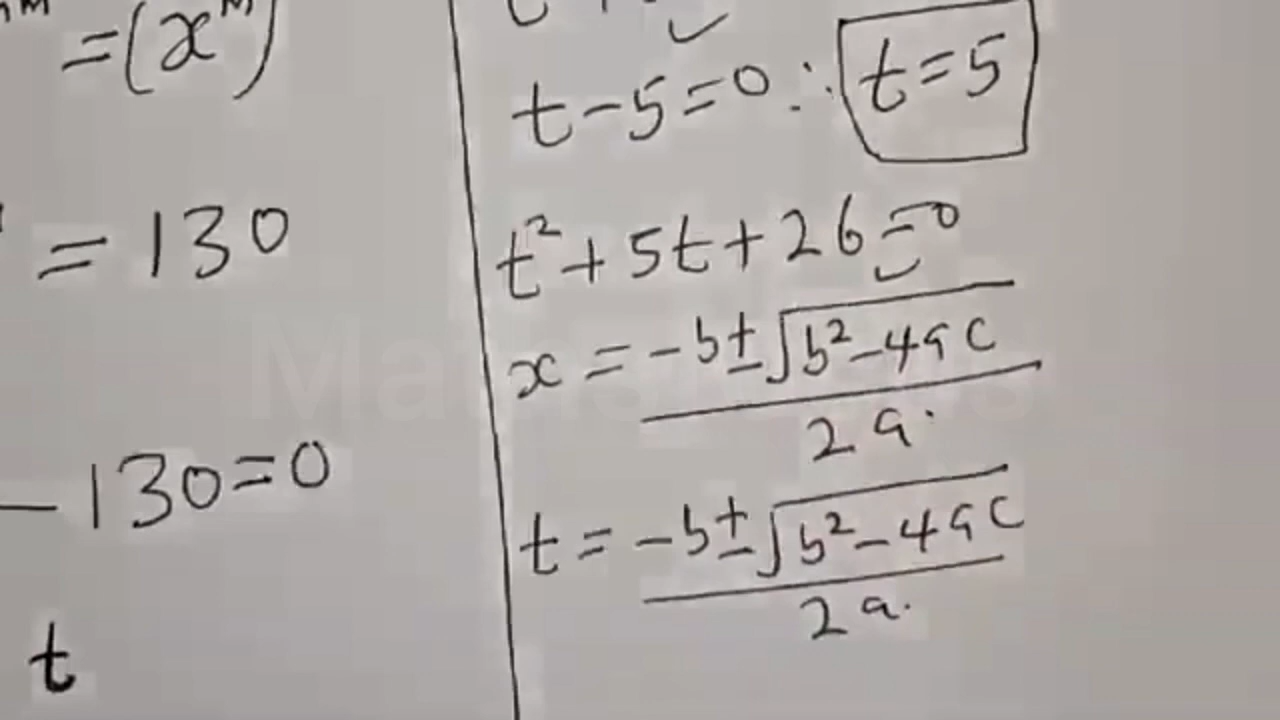 =(x^m)
= 130
- 130=0
t
t-5=0 ∴ t=5
t²+5t+26=0
x = -b±√b²-4ac
2a.
t = -b±√b²-4ac
2a.